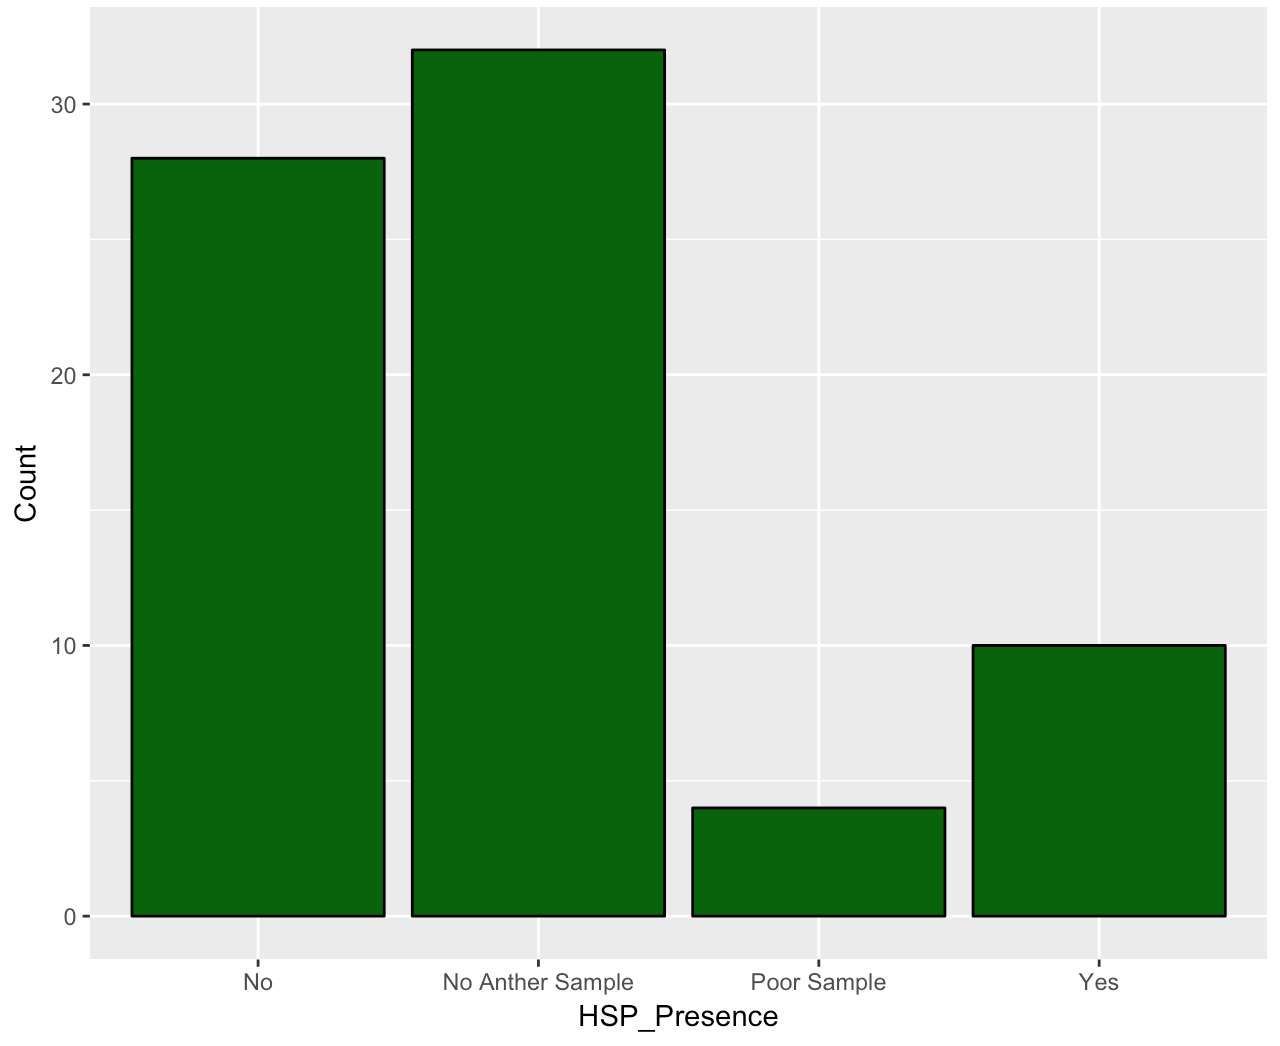 Count
30
20
10
0
No
No Anther Sample
Poor Sample
Yes
HSP_Presence